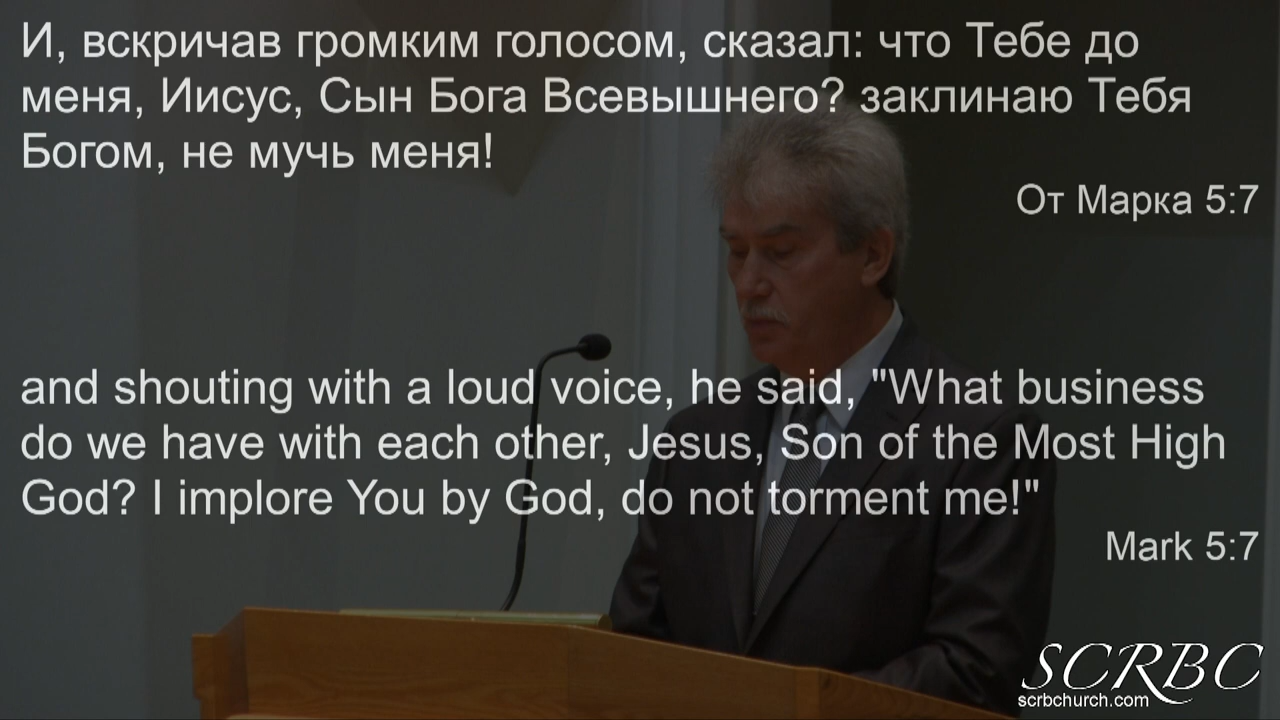 И, вскричав громким голосом, сказал: что Тебе до
меня, Иисус, Сын Бога Всевышнего? заклинаю Тебя
Богом, не мучь меня!
От Марка 5:7
and shouting with a loud voice, he said, "What business
do we have with each other, Jesus, Son of the Most High
God? I implore You by God, do not torment me!"
Mark 5:7
SCRBC
scrbchurch.com